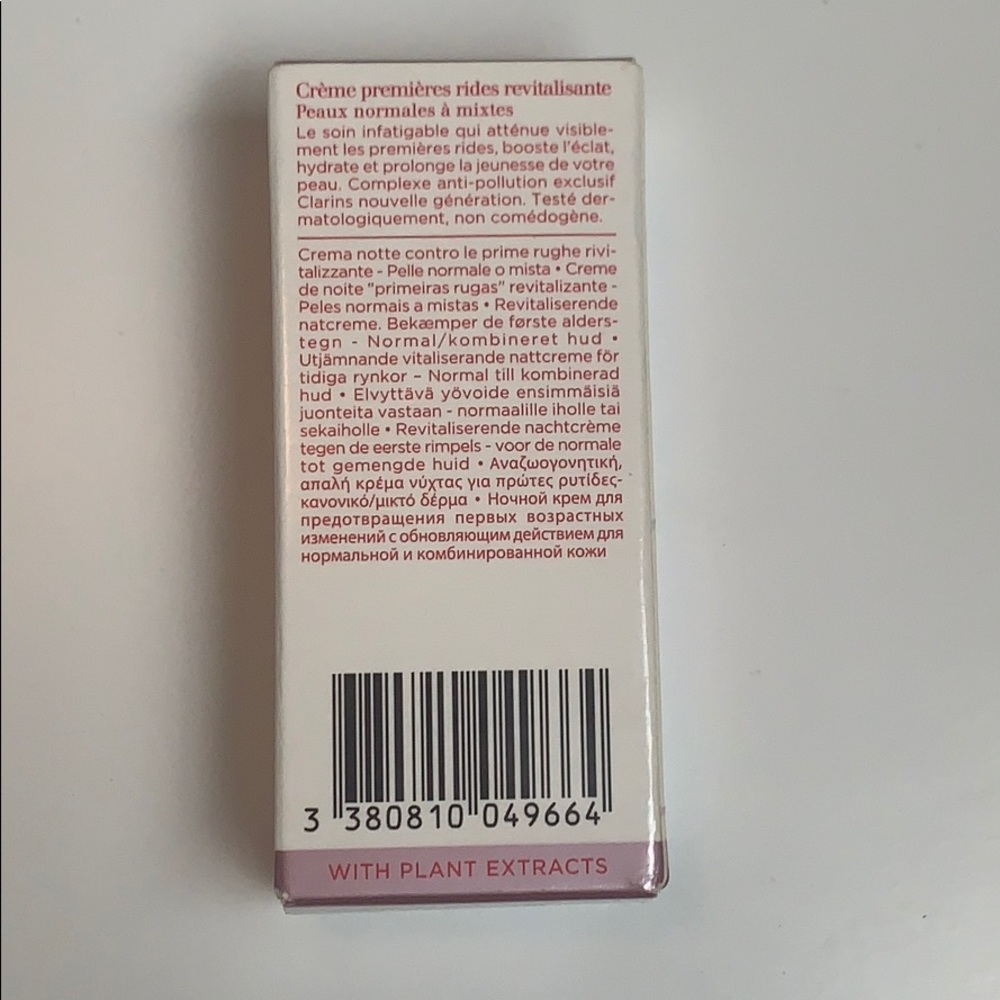 Crème premières rides revitalisante
Peaux normales à mixtes
Le soin infatigable qui atténue visible-
ment les premières rides, booste l'éclat,
hydrate et prolonge la jeunesse de votre
peau. Complexe anti-pollution exclusif
Clarins nouvelle génération. Testé der-
matologiquement, non comédogène.
Crema notte contro le prime rughe rivi-
talizzante - Pelle normale o mista • Creme
de noite "primeiras rugas" revitalizante -
Peles normais a mistas • Revitaliserende
natcreme. Bekæmper de første alders-
tegn - Normal/kombineret hud •
Utjämnande vitaliserande nattcreme för
tidiga rynkor – Normal till kombinerad
hud • Elvyttävä yövoide ensimmäisiä
juonteita vastaan - normaalille iholle tai
sekaiholle • Revitaliserende nachtcrème
tegen de eerste rimpels - voor de normale
tot gemengde huid • Αναζωογονητική,
απαλή κρέμα νύχτας για πρώτες ρυτίδες-
κανονικό/μικτό δέρμα • Ночной крем для
предотвращения первых возрастных
изменений с обновляющим действием для
нормальной и комбинированной кожи
3 380810 049664
WITH PLANT EXTRACTS